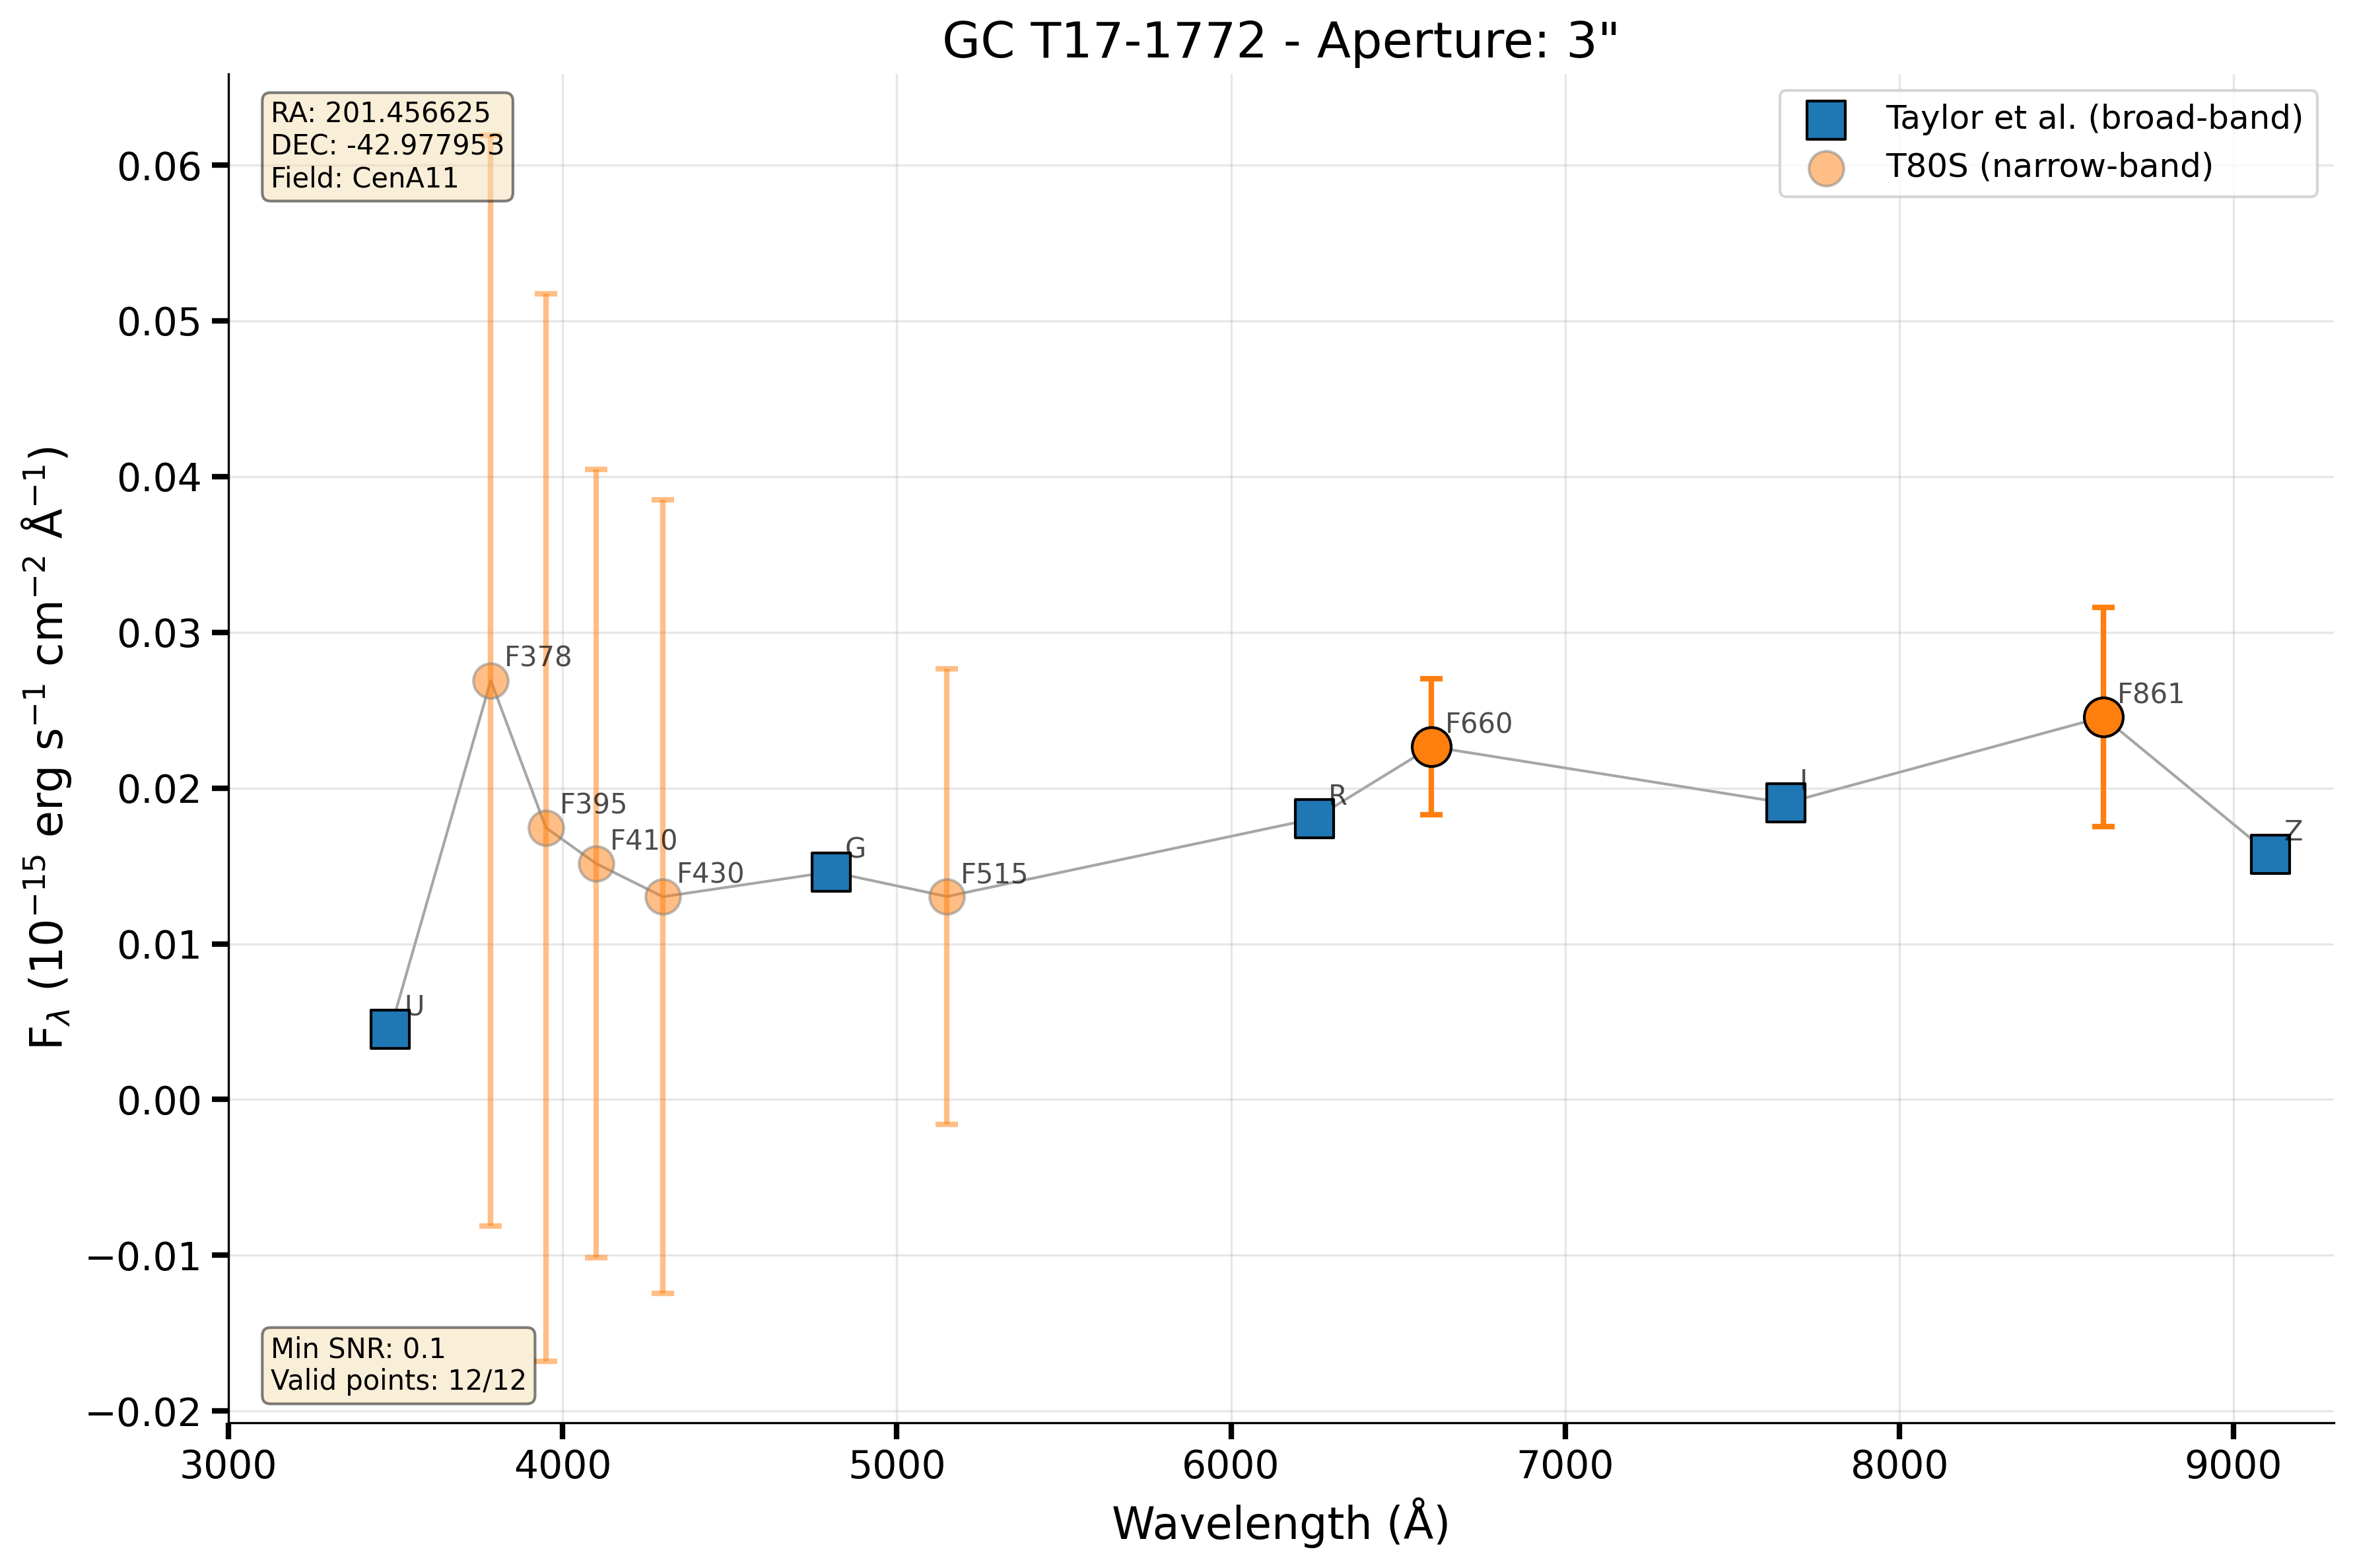 GC T17-1772 - Aperture: 3"
RA: 201.456625
DEC: -42.977953
Field: CenA11
Taylor et al. (broad-band)
T80S (narrow-band)
0.06
0.05
0.04
0.03
0.02
0.01
0.00
−0.01
−0.02
F$_λ$ (10$^{−15}$ erg s$^{−1}$ cm$^{−2}$ Å$^{−1}$)
U
F378
F395
F410
F430
G
F515
R
F660
I
F861
Z
Min SNR: 0.1
Valid points: 12/12
3000
4000
5000
6000
7000
8000
9000
Wavelength (Å)